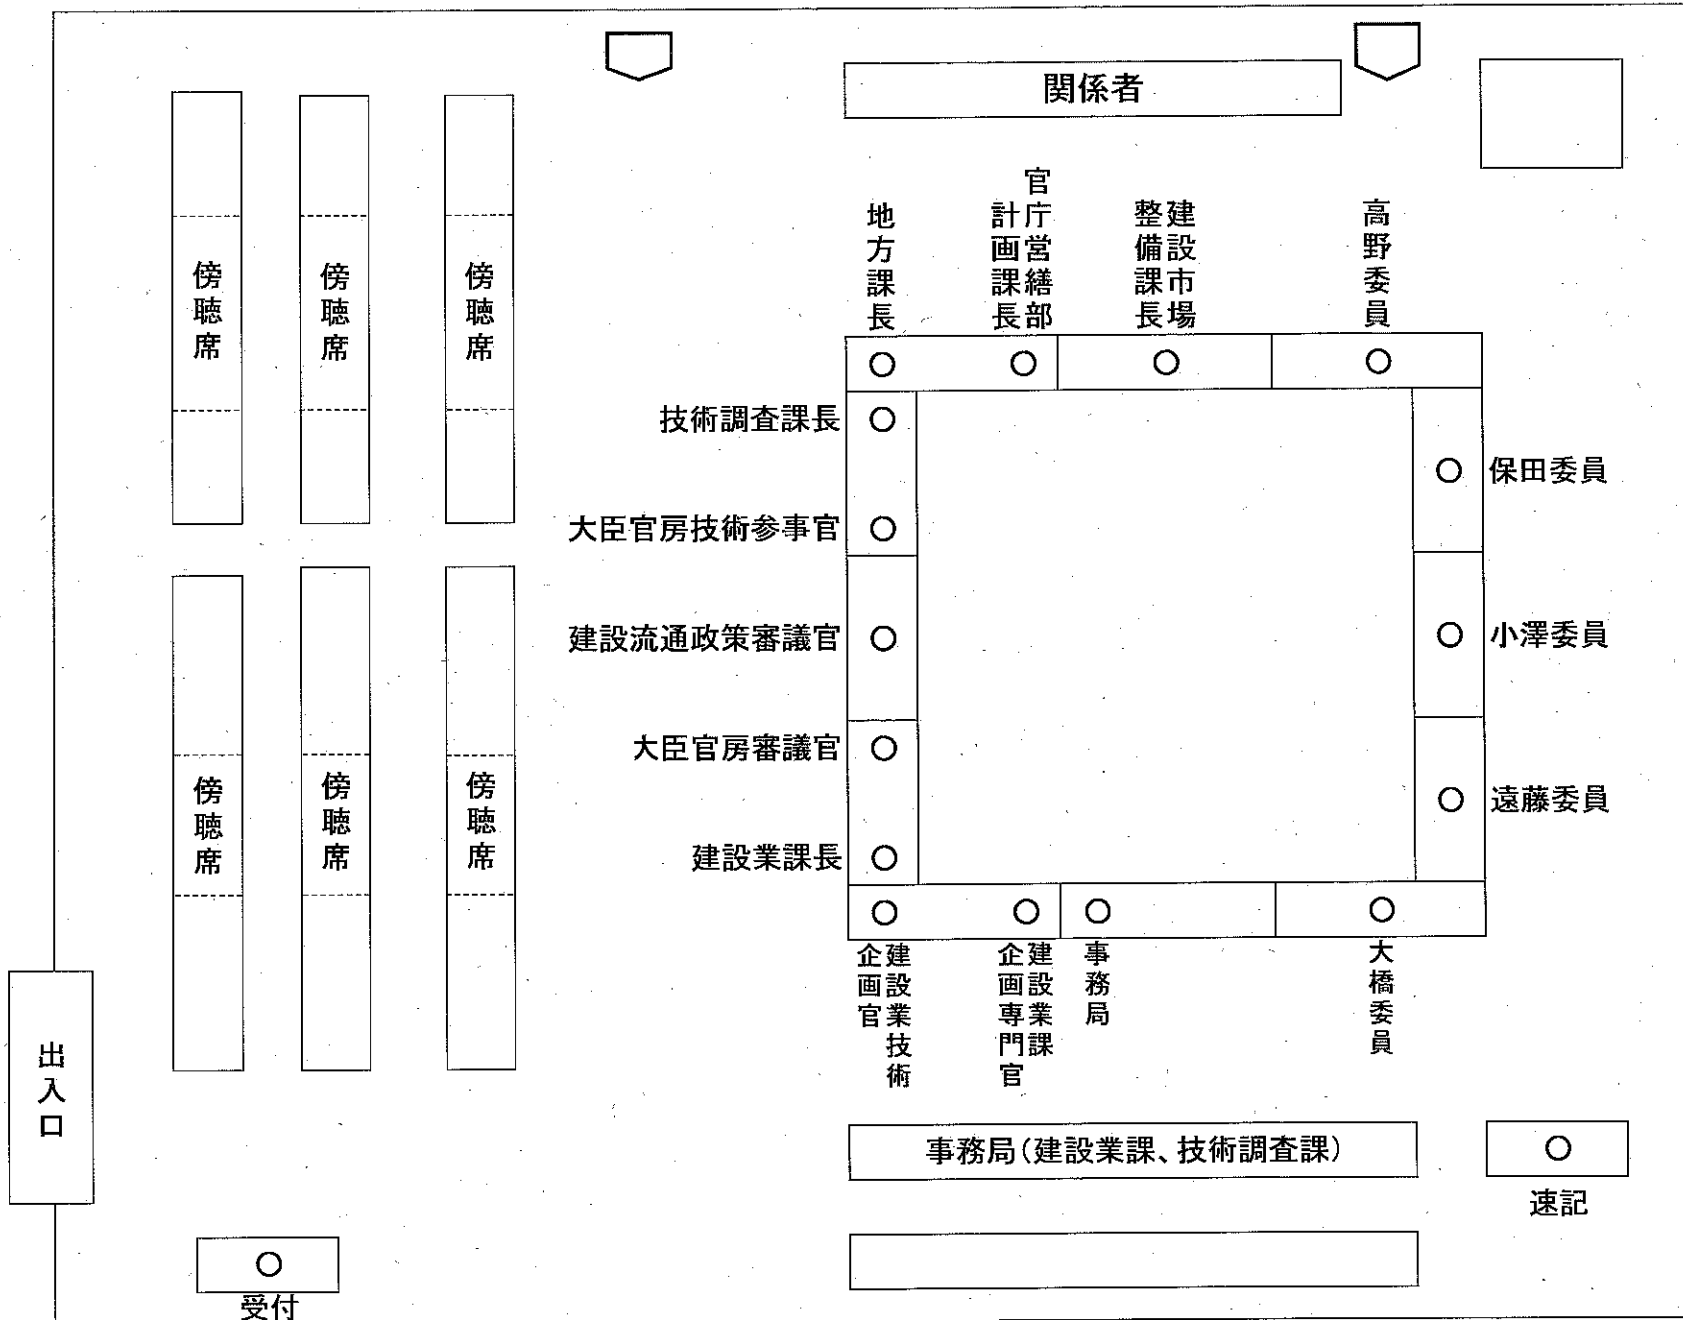 関係者
地方課長
官庁営繕部
計画課長
建設市場
整備課長
高野委員
傍聴席
傍聴席
傍聴席
技術調査課長
大臣官房技術参事官
建設流通政策審議官
大臣官房審議官
建設業課長
保田委員
小澤委員
遠藤委員
傍聴席
傍聴席
傍聴席
建設業技術
企画官
建設業課
企画専門官
事務局
大橋委員
出入口
事務局(建設業課、技術調査課)
速記
受付